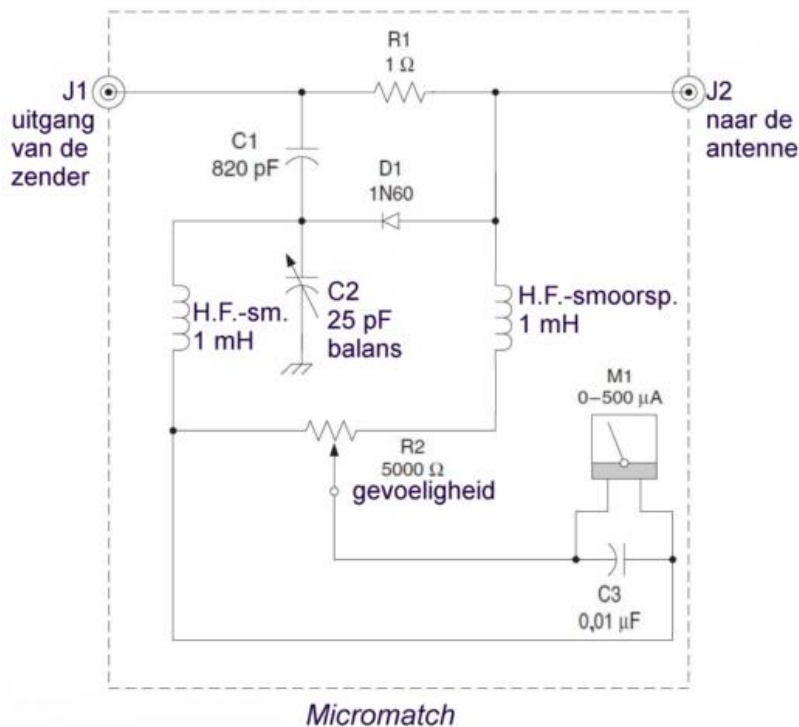 R1
1 Ω
J1
uitgang
van de
zender
J2
naar de
antenne
C1
820 pF
D1
1N60
H.F.-sm.
1 mH
C2
25 pF
balans
H.F.-smoorsp.
1 mH
M1
0–500 µA
R2
5000 Ω
gevoeligheid
C3
0,01 µF
Micromatch